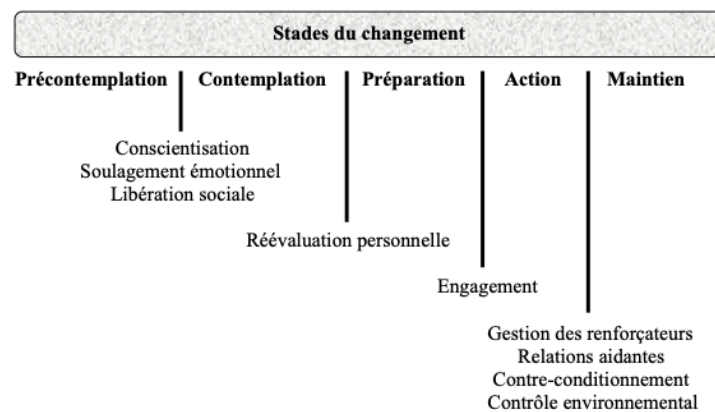 Stades du changement
Précontemplation Contemplation Préparation Action Maintien
Conscientisation
Soulagement émotionnel
Libération sociale
Réévaluation personnelle
Engagement
Gestion des renforçateurs
Relations aidantes
Contre-conditionnement
Contrôle environnemental